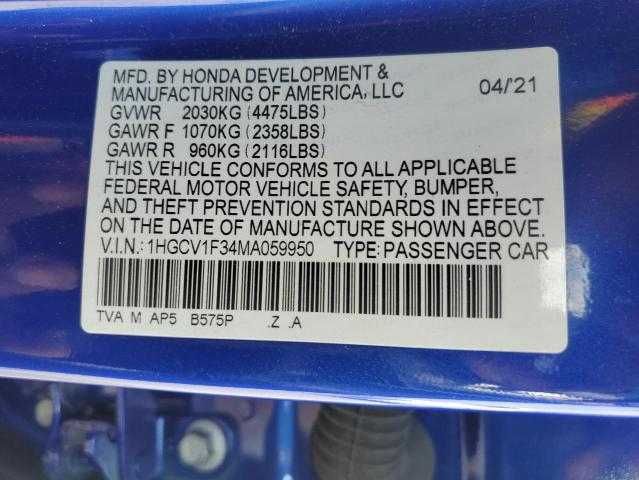 MFD. BY HONDA DEVELOPMENT &
MANUFACTURING OF AMERICA, LLC 04/'21
GVWR 2030KG (4475LBS)
GAWR F 1070KG (2358LBS)
GAWR R 960KG (2116LBS)
THIS VEHICLE CONFORMS TO ALL APPLICABLE
FEDERAL MOTOR VEHICLE SAFETY, BUMPER,
AND THEFT PREVENTION STANDARDS IN EFFECT
ON THE DATE OF MANUFACTURE SHOWN ABOVE.
V.I.N.: 1HGCV1F34MA059950 TYPE: PASSENGER CAR
TVA M AP5 B575P .Z .A